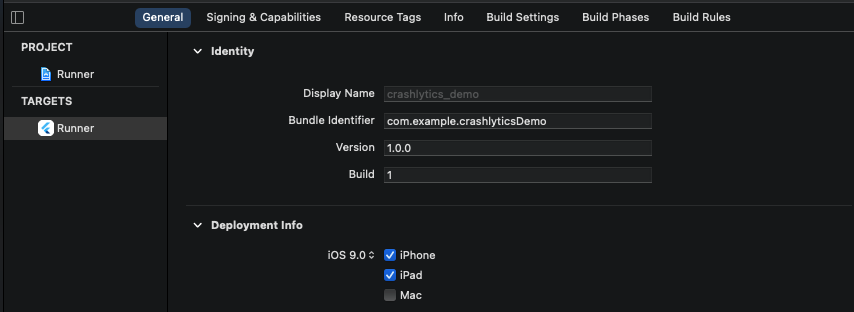 General Signing & Capabilities Resource Tags Info Build Settings Build Phases Build Rules
PROJECT
Runner
TARGETS
Runner
Identity
Display Name crashlytics_demo
Bundle Identifier com.example.crashlyticsDemo
Version 1.0.0
Build 1
Deployment Info
iOS 9.0 iPhone
iPad
Mac